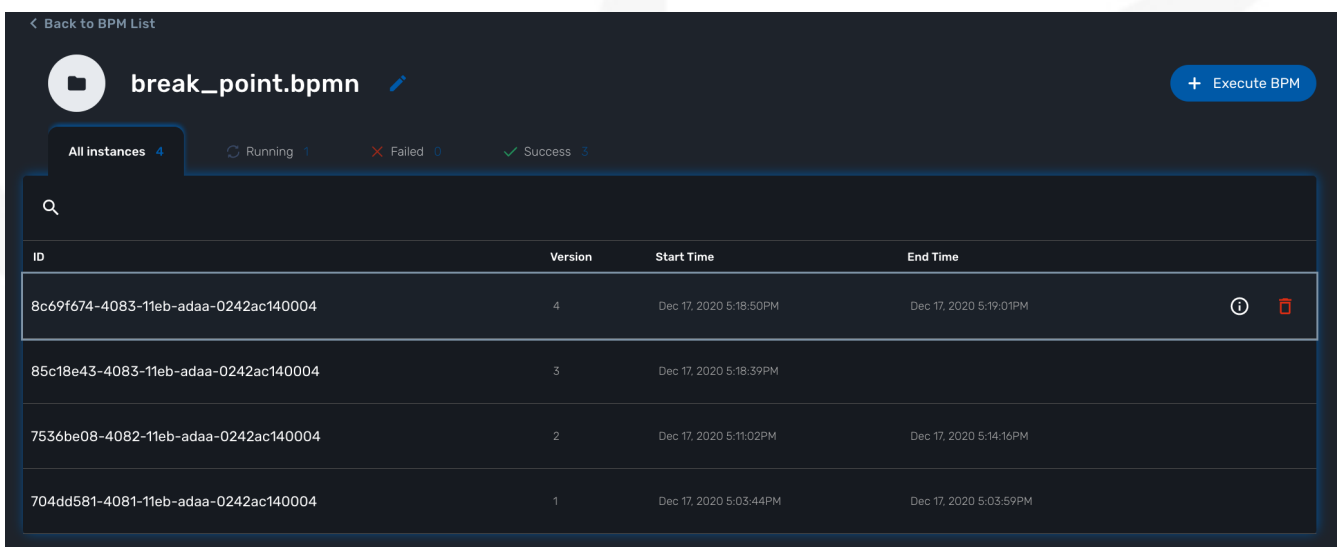 Back to BPM List
break_point.bpmn
+ Execute BPM
All instances 4 Running 1 Failed 0 Success 3
ID Version Start Time End Time
8c69f674-4083-11eb-adaa-0242ac140004 4 Dec 17, 2020 5:18:50PM Dec 17, 2020 5:19:01PM
85c18e43-4083-11eb-adaa-0242ac140004 3 Dec 17, 2020 5:18:39PM
7536be08-4082-11eb-adaa-0242ac140004 2 Dec 17, 2020 5:11:02PM Dec 17, 2020 5:14:16PM
704dd581-4081-11eb-adaa-0242ac140004 1 Dec 17, 2020 5:03:44PM Dec 17, 2020 5:03:59PM